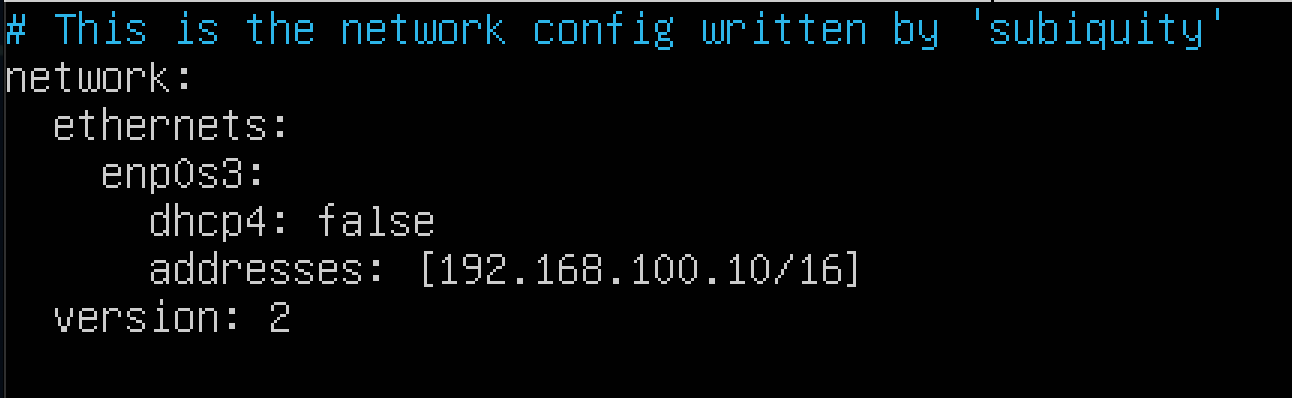 # This is the network config written by 'subiquity'
network:
  ethernets:
    enp0s3:
      dhcp4: false
      addresses: [192.168.100.10/16]
  version: 2